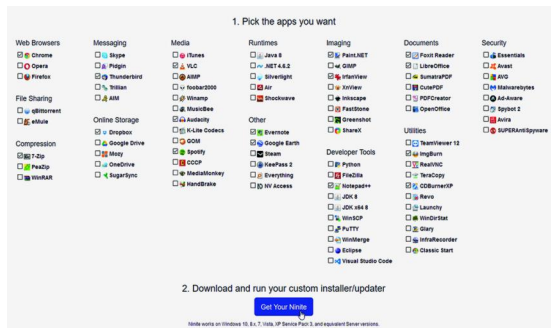 1. Pick the apps you want
Web Browsers
Chrome
Opera
Firefox
File Sharing
qBittorrent
eMule
Compression
7-Zip
PeaZip
WinRAR
Messaging
Skype
Pidgin
Thunderbird
Trillian
AIM
Online Storage
Dropbox
Google Drive
Mozy
OneDrive
SugarSync
Media
iTunes
VLC
AIMP
foobar2000
Winamp
MusicBee
Audacity
K-Lite Codecs
GOM
Spotify
CCCP
MediaMonkey
HandBrake
Runtimes
Java 8
.NET 4.6.2
Silverlight
Air
Shockwave
Other
Evernote
Google Earth
Steam
KeePass 2
Everything
NV Access
Imaging
Paint.NET
GIMP
IrfanView
XnView
Inkscape
FastStone
Greenshot
ShareX
Developer Tools
Python
FileZilla
Notepad++
JDK 8
JDK x64 8
WinSCP
PuTTY
WinMerge
Eclipse
Visual Studio Code
Documents
Foxit Reader
LibreOffice
SumatraPDF
CutePDF
PDFCreator
OpenOffice
Utilities
TeamViewer 12
ImgBurn
RealVNC
TeraCopy
CDBurnerXP
Revo
Launchy
WinDirStat
Glary
InfraRecorder
Classic Start
Security
Essentials
Avast
AVG
Malwarebytes
Ad-Aware
Spybot 2
Avira
SUPERAntiSpyware
2. Download and run your custom installer/updater
Get Your Ninite
Ninite works on Windows 10, 8.x, 7, Vista, XP Service Pack 3, and equivalent Server versions.